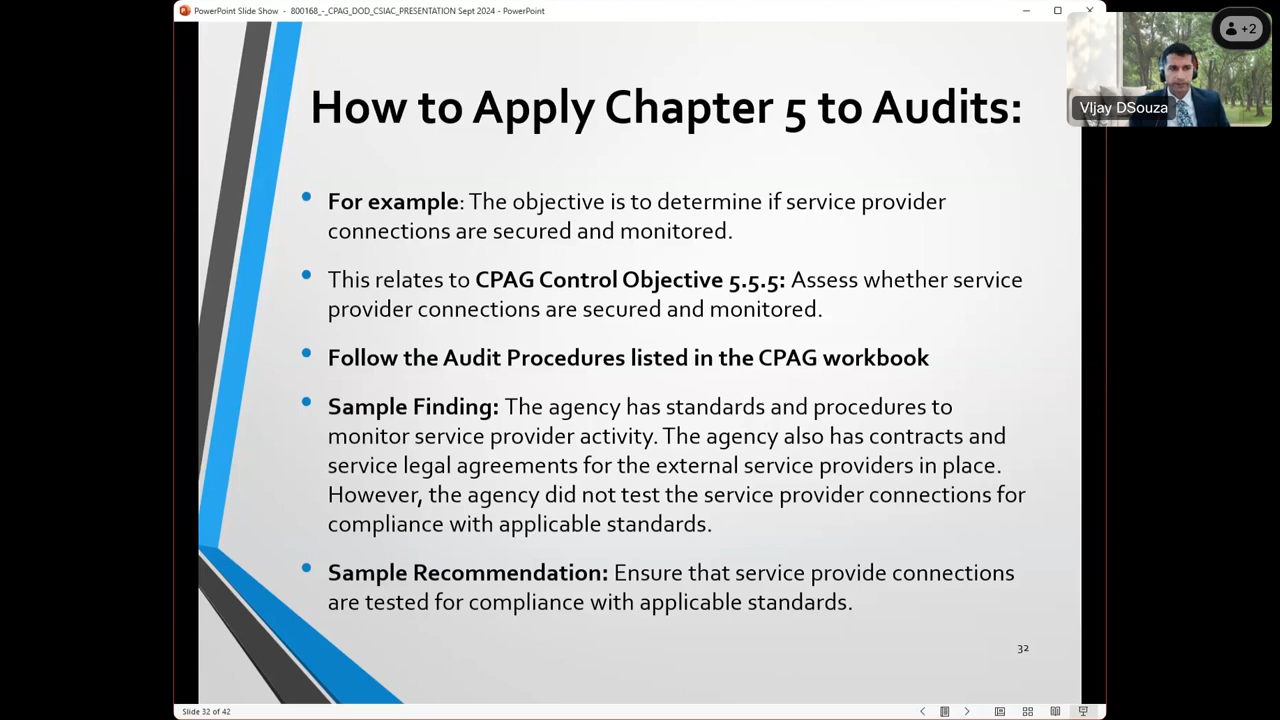 PowerPoint Slide Show - 800168_-_CPAG_DOD_CSIAC_PRESENTATION Sept 2024 - PowerPoint
+2
VIjay DSouza
How to Apply Chapter 5 to Audits:
• For example: The objective is to determine if service provider
connections are secured and monitored.
• This relates to CPAG Control Objective 5.5.5: Assess whether service
provider connections are secured and monitored.
• Follow the Audit Procedures listed in the CPAG workbook
• Sample Finding: The agency has standards and procedures to
monitor service provider activity. The agency also has contracts and
service legal agreements for the external service providers in place.
However, the agency did not test the service provider connections for
compliance with applicable standards.
• Sample Recommendation: Ensure that service provide connections
are tested for compliance with applicable standards.
32
Slide 32 of 42